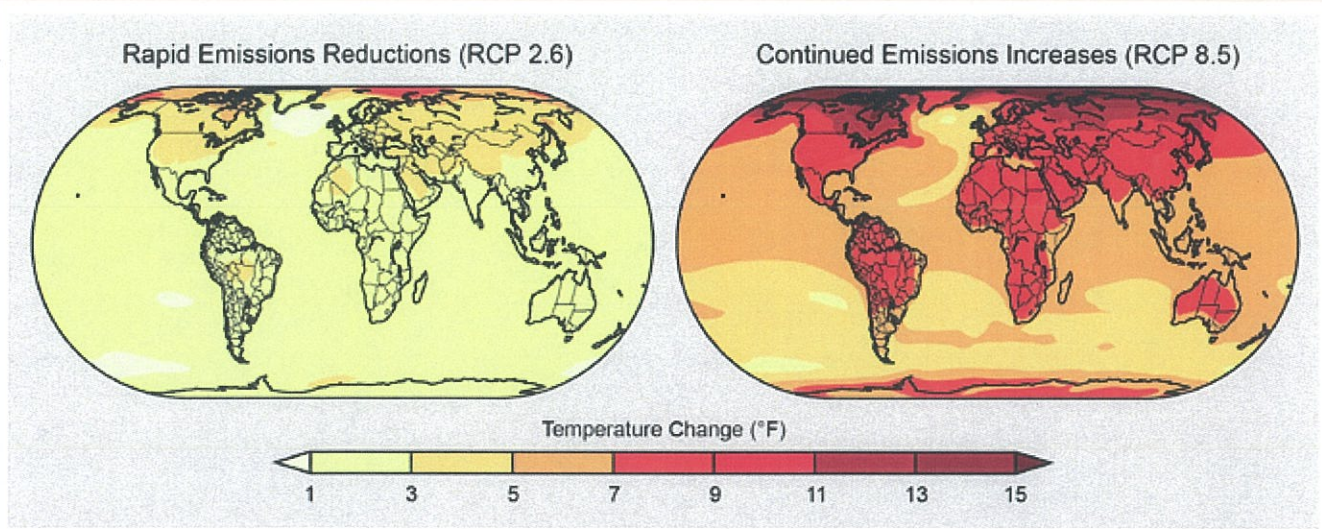 Rapid Emissions Reductions (RCP 2.6)
Continued Emissions Increases (RCP 8.5)
Temperature Change (°F)
1 3 5 7 9 11 13 15